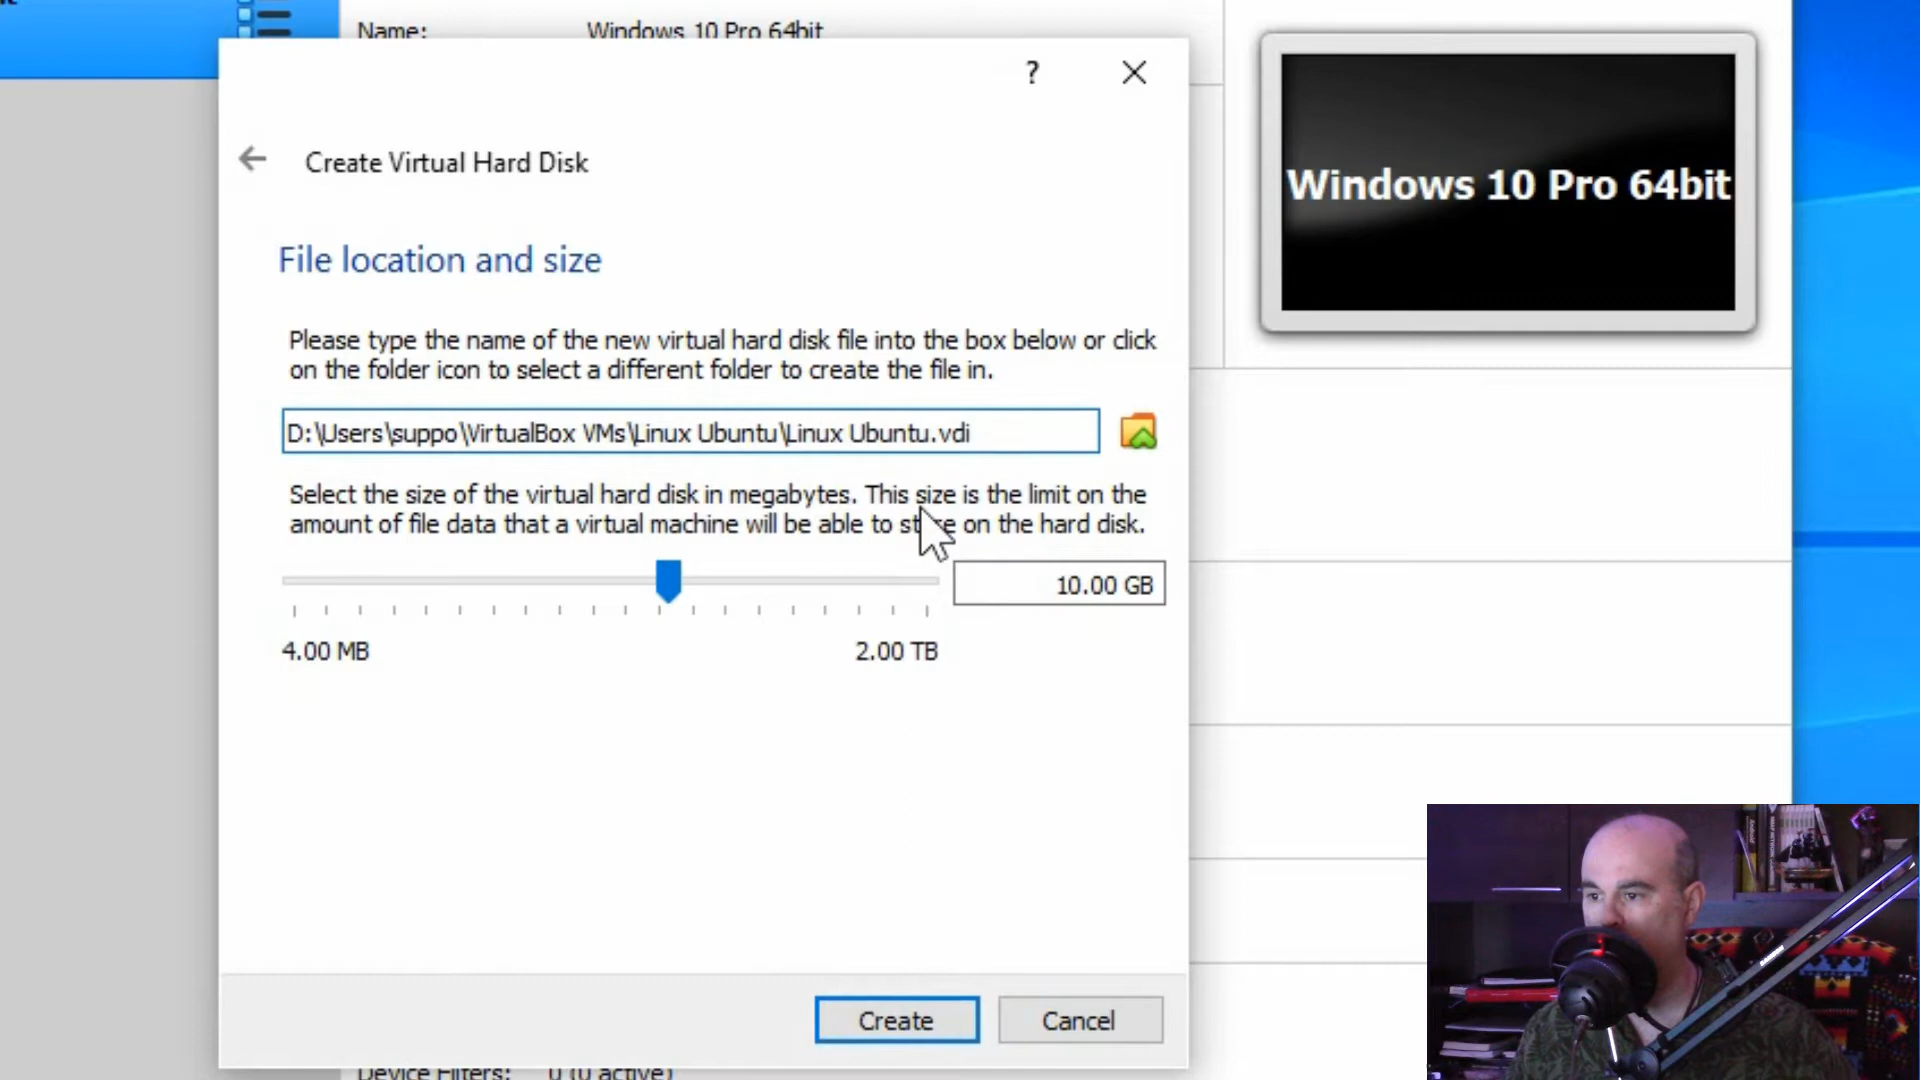 Name: Windows 10 Pro 64bit
?
Create Virtual Hard Disk
Windows 10 Pro 64bit
File location and size
Please type the name of the new virtual hard disk file into the box below or click
on the folder icon to select a different folder to create the file in.
D:\Users\suppo\VirtualBox VMs\Linux Ubuntu\Linux Ubuntu.vdi
Select the size of the virtual hard disk in megabytes. This size is the limit on the
amount of file data that a virtual machine will be able to store on the hard disk.
10.00 GB
4.00 MB 2.00 TB
Create Cancel
Device Filters: 0 (0 active)